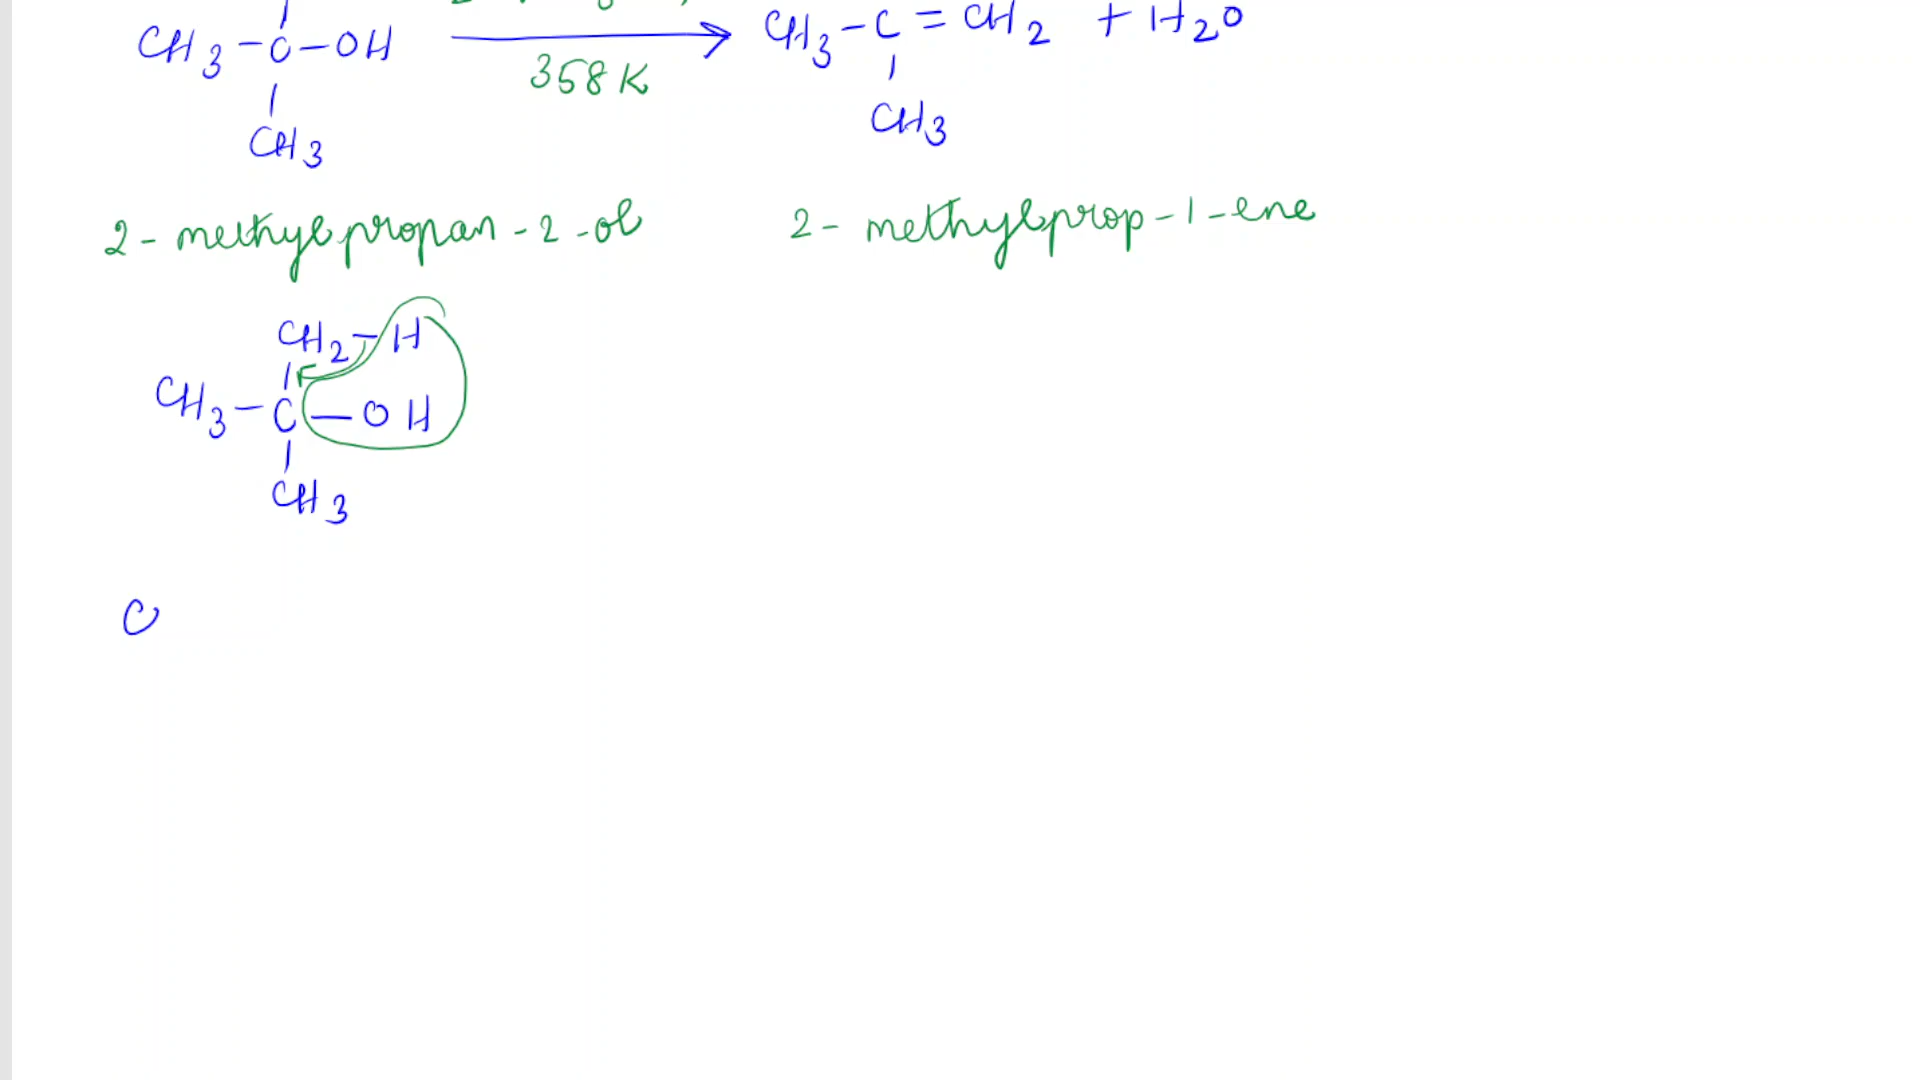 CH3-C-OH → CH3-C=CH2 + H2O
358K
CH3 CH3
2-methylpropan-2-ol 2-methylprop-1-ene
CH2-H
CH3-C-OH
CH3
C